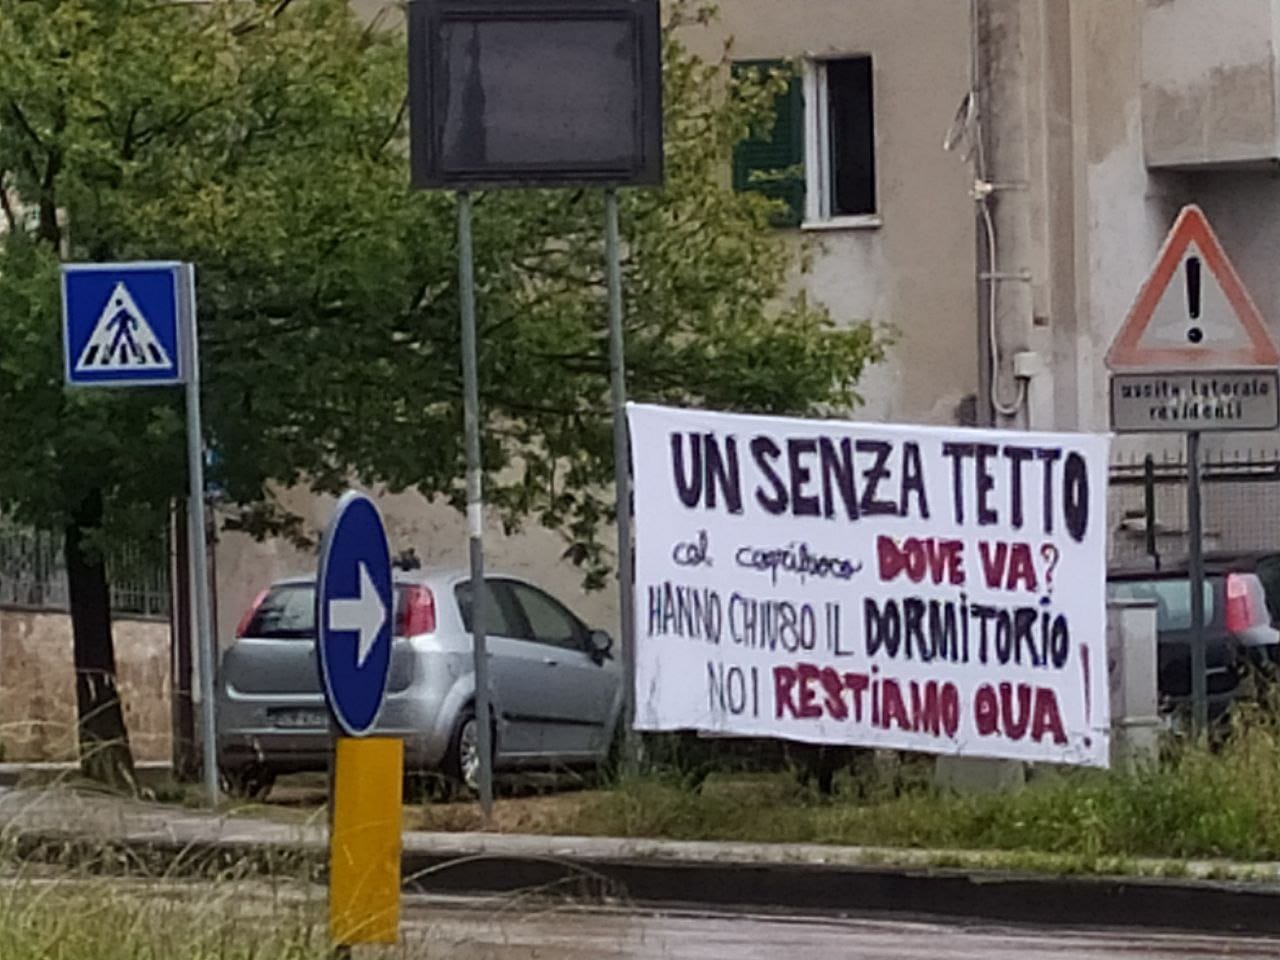 UN SENZA TETTO
col coprifuoco DOVE VA?
HANNO CHIUSO IL DORMITORIO
NOI RESTIAMO QUA!
uscita laterale
residenti